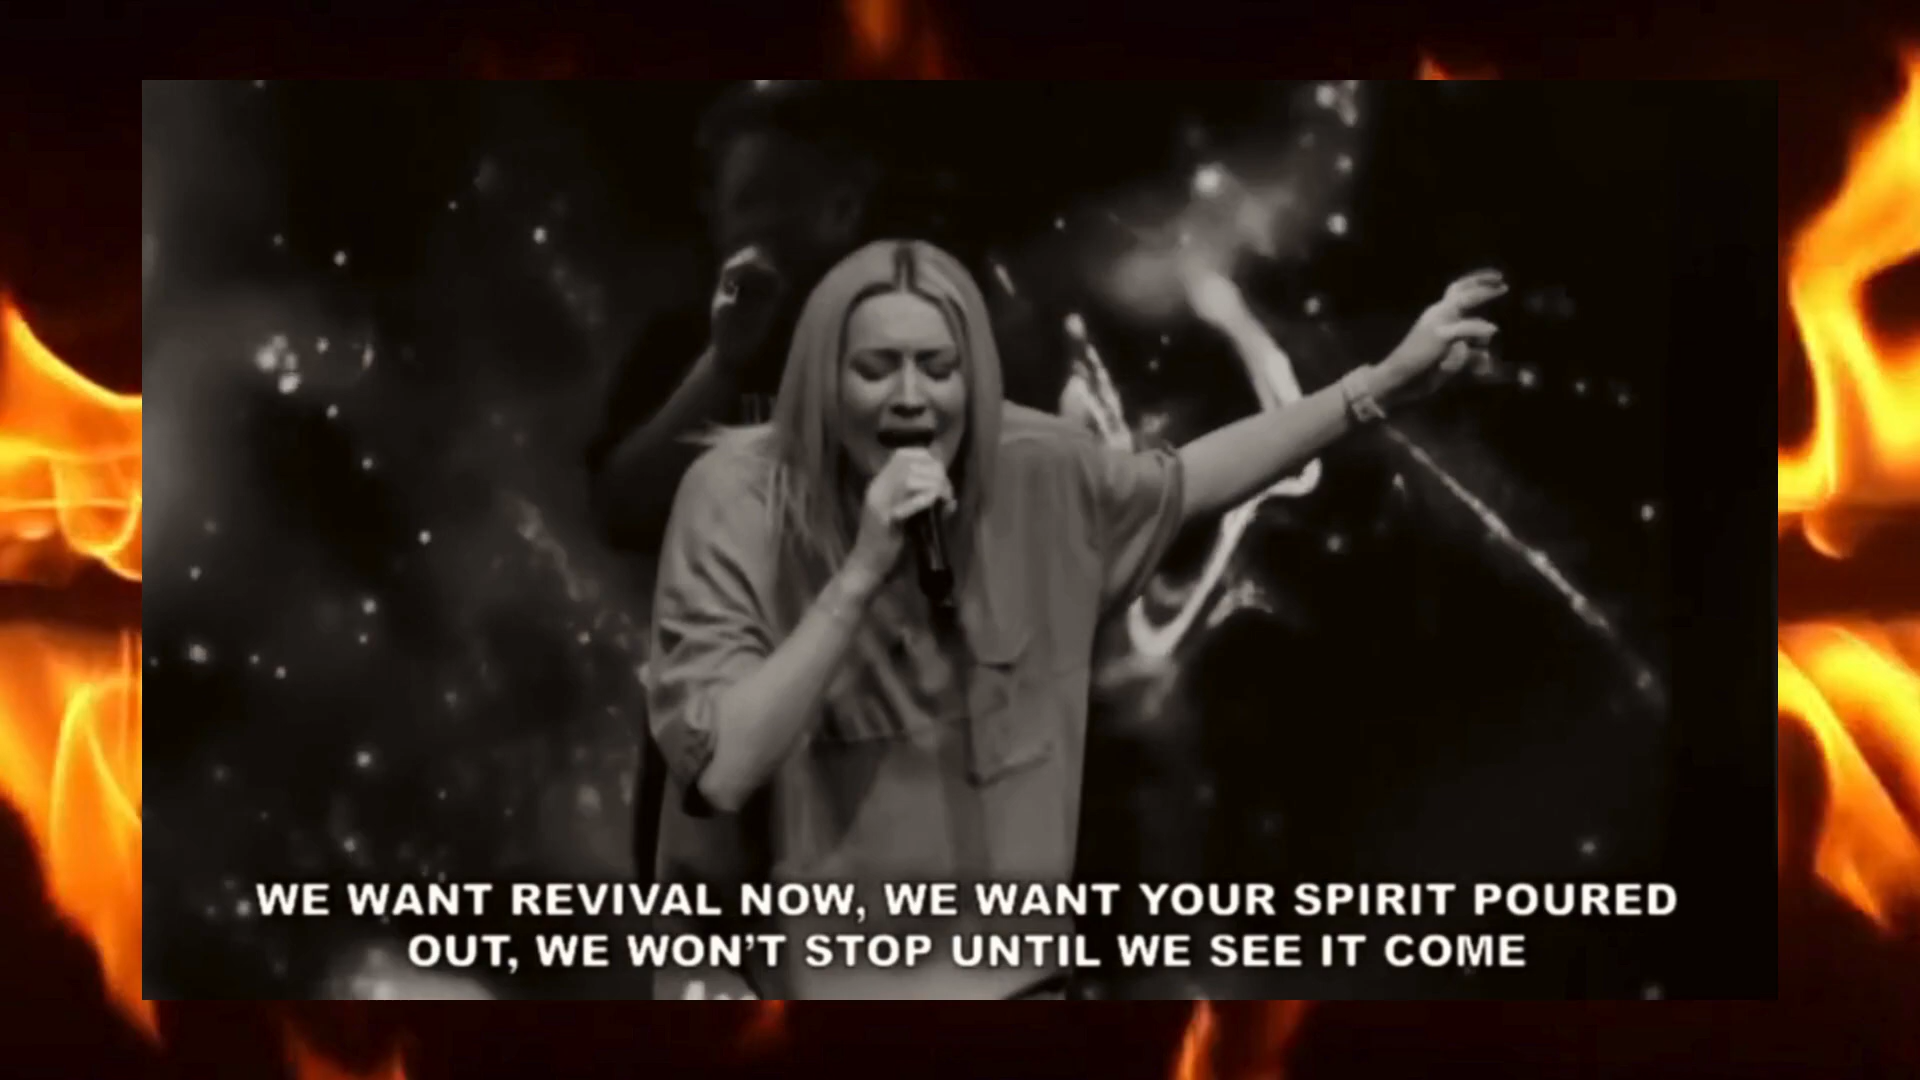 WE WANT REVIVAL NOW, WE WANT YOUR SPIRIT POURED
OUT, WE WON'T STOP UNTIL WE SEE IT COME